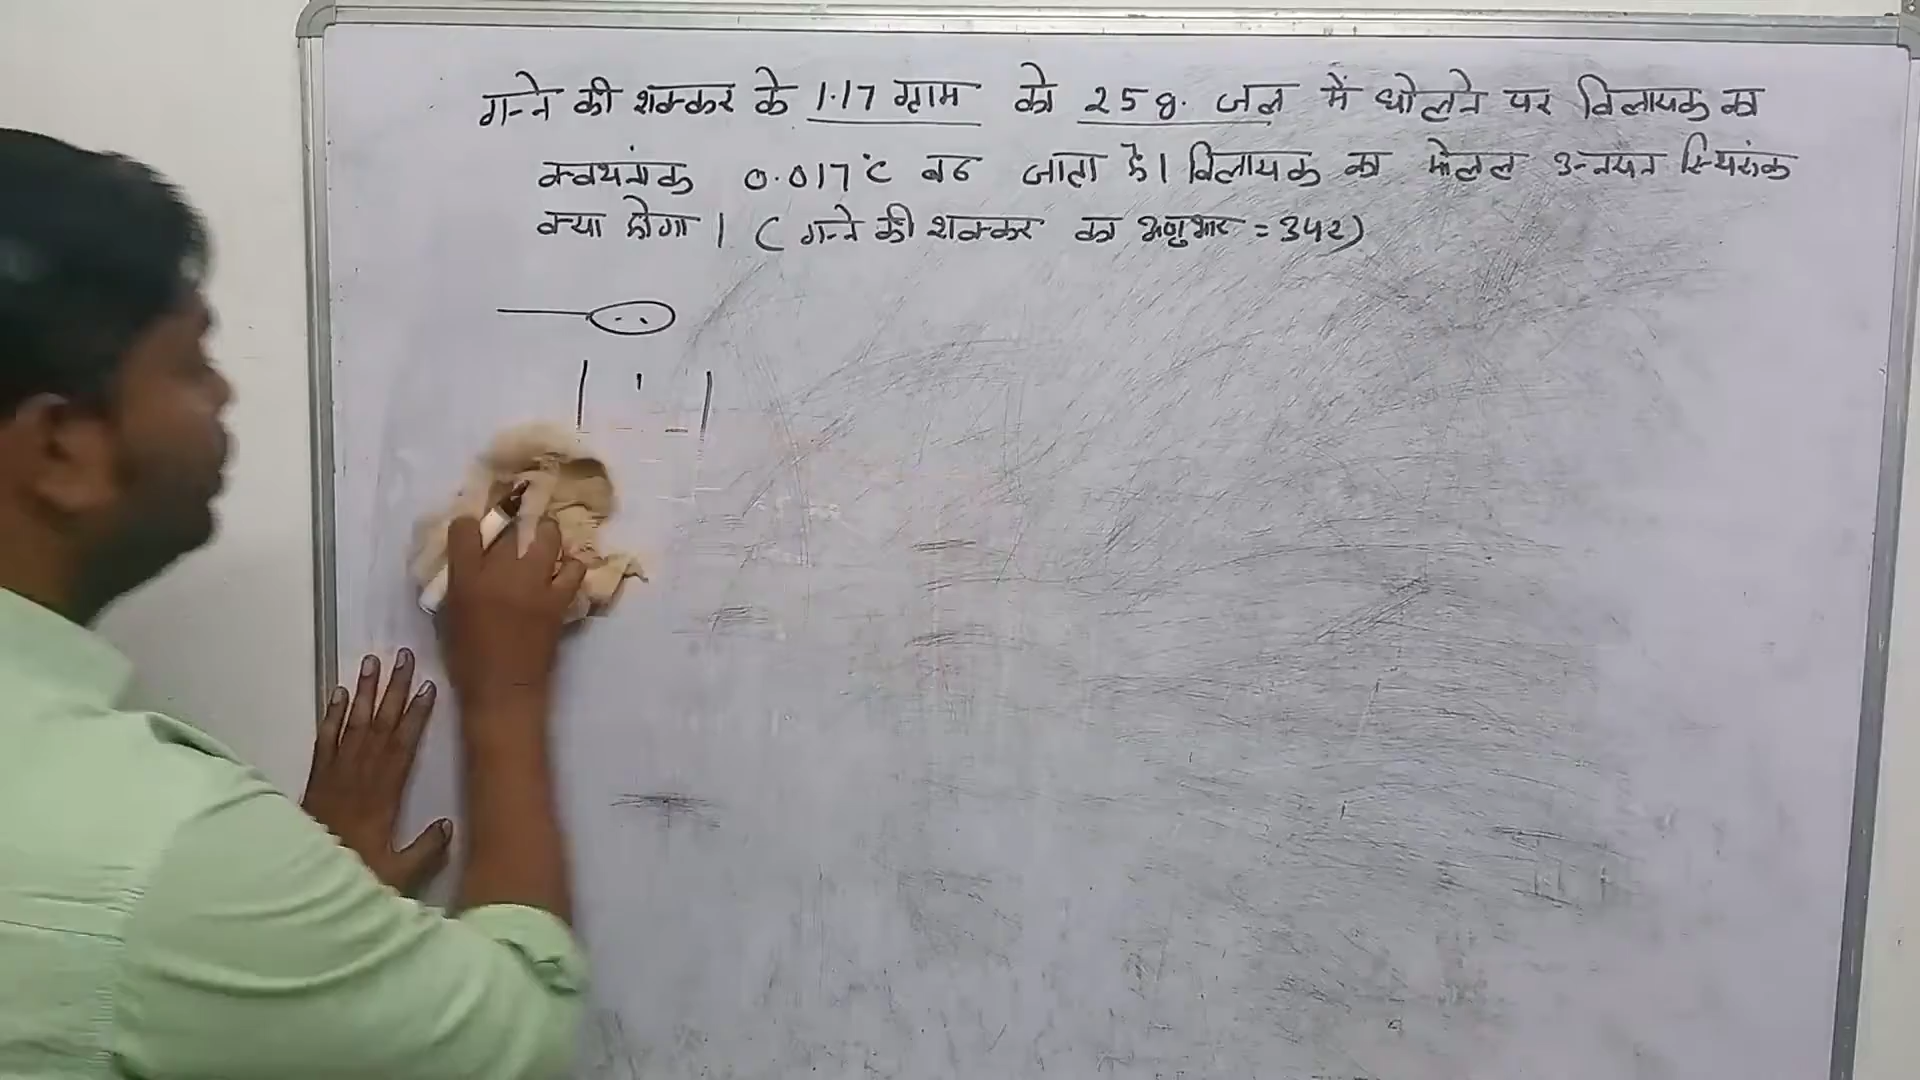 गन्ने की शक्कर के 1.17 ग्राम को 25g. जल में घोलने पर विलायक का
क्वथनांक 0.017°C बढ जाता है। विलायक का मोलल उन्नयन स्थिरांक
क्या होगा। (गन्ने की शक्कर का अणुभार = 342)